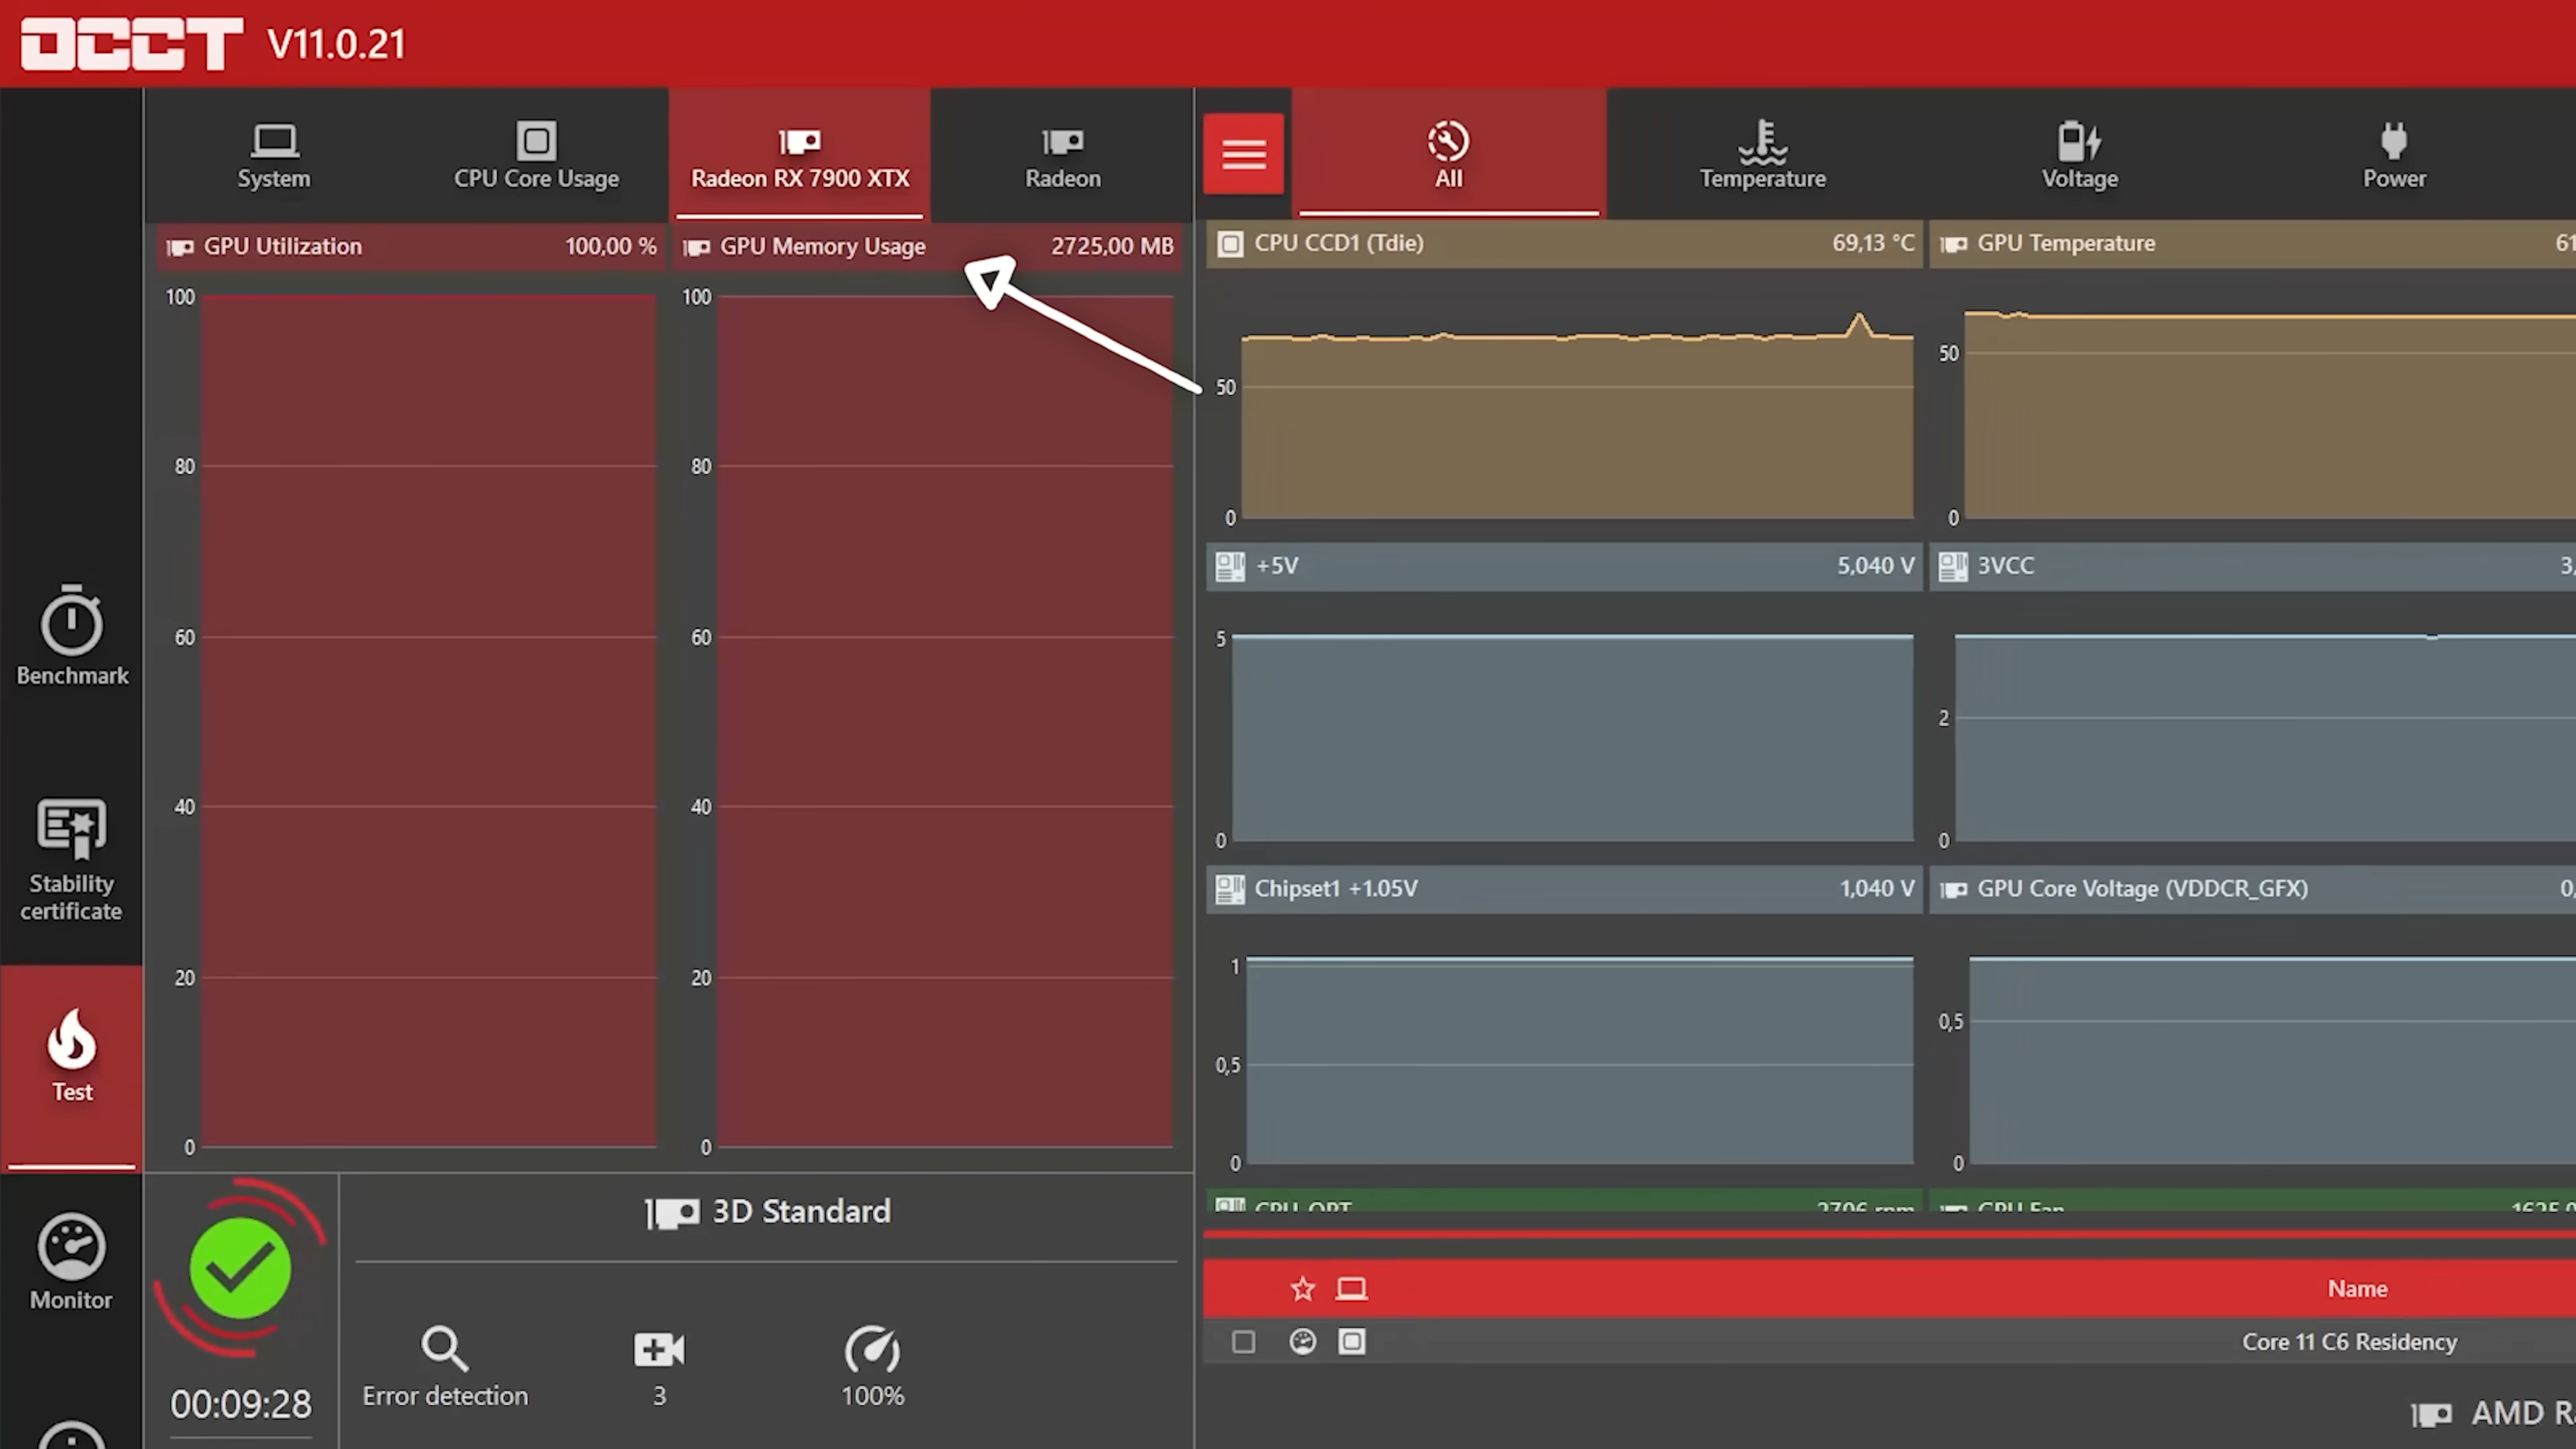 OCCT V11.0.21
System
CPU Core Usage
Radeon RX 7900 XTX
Radeon
All
Temperature
Voltage
Power
GPU Utilization 100,00 %
GPU Memory Usage 2725,00 MB
CPU CCD1 (Tdie) 69,13 °C
GPU Temperature 61
100
80
60
40
20
0
100
80
60
40
20
0
50
0
50
0
+5V 5,040 V
3VCC 3,
5
0
2
0
Chipset1 +1.05V 1,040 V
GPU Core Voltage (VDDCR_GFX) 0,
1
0,5
0
0,5
0
Benchmark
Stability
certificate
Test
Monitor
3D Standard
00:09:28
Error detection
3
100%
Name
Core 11 C6 Residency
AMD